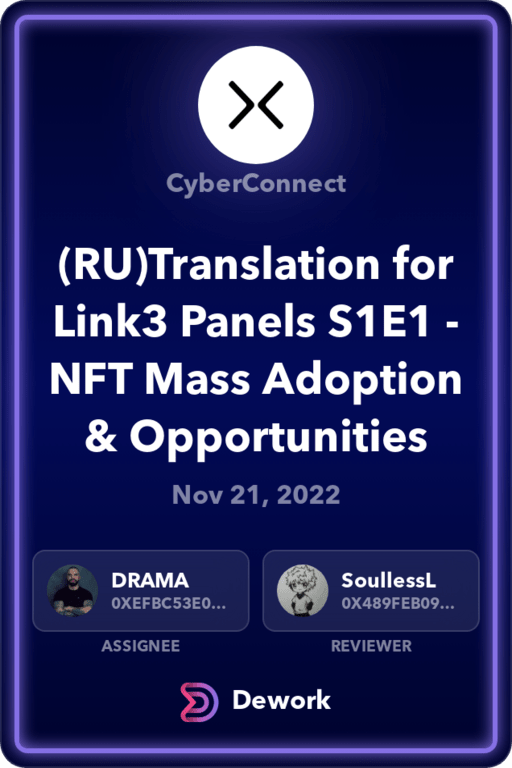 CyberConnect
(RU)Translation for
Link3 Panels S1E1 -
NFT Mass Adoption
& Opportunities
Nov 21, 2022
DRAMA
0XEFBC53E0...
SoullessL
0X489FEB09...
ASSIGNEE
REVIEWER
Dework